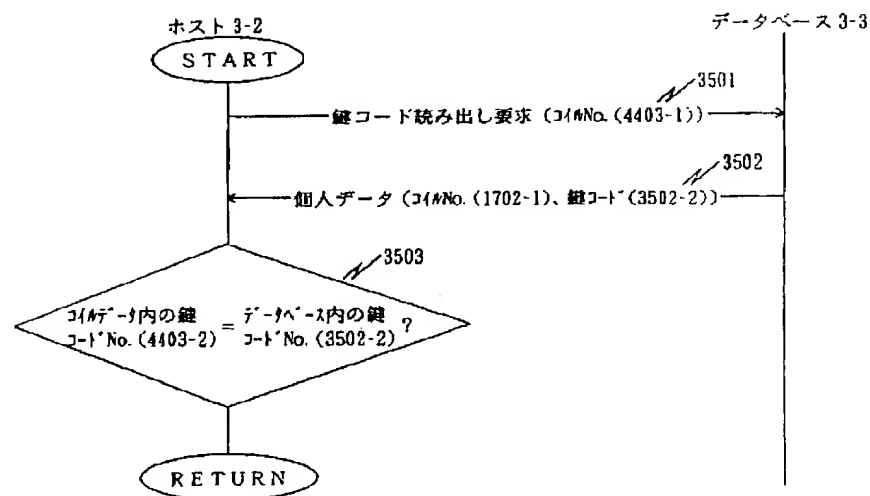 ホスト 3-2
データベース 3-3
START
3501
鍵コード読み出し要求 (ｺｲﾙNo. (4403-1))
3502
個人データ (ｺｲﾙNo. (1702-1)、鍵ｺｰﾄﾞ(3502-2))
3503
ｺｲﾙﾃﾞｰﾀ内の鍵 ﾃﾞｰﾀﾍﾞｰｽ内の鍵
ｺｰﾄﾞNo. (4403-2) = ｺｰﾄﾞNo. (3502-2) ?
RETURN